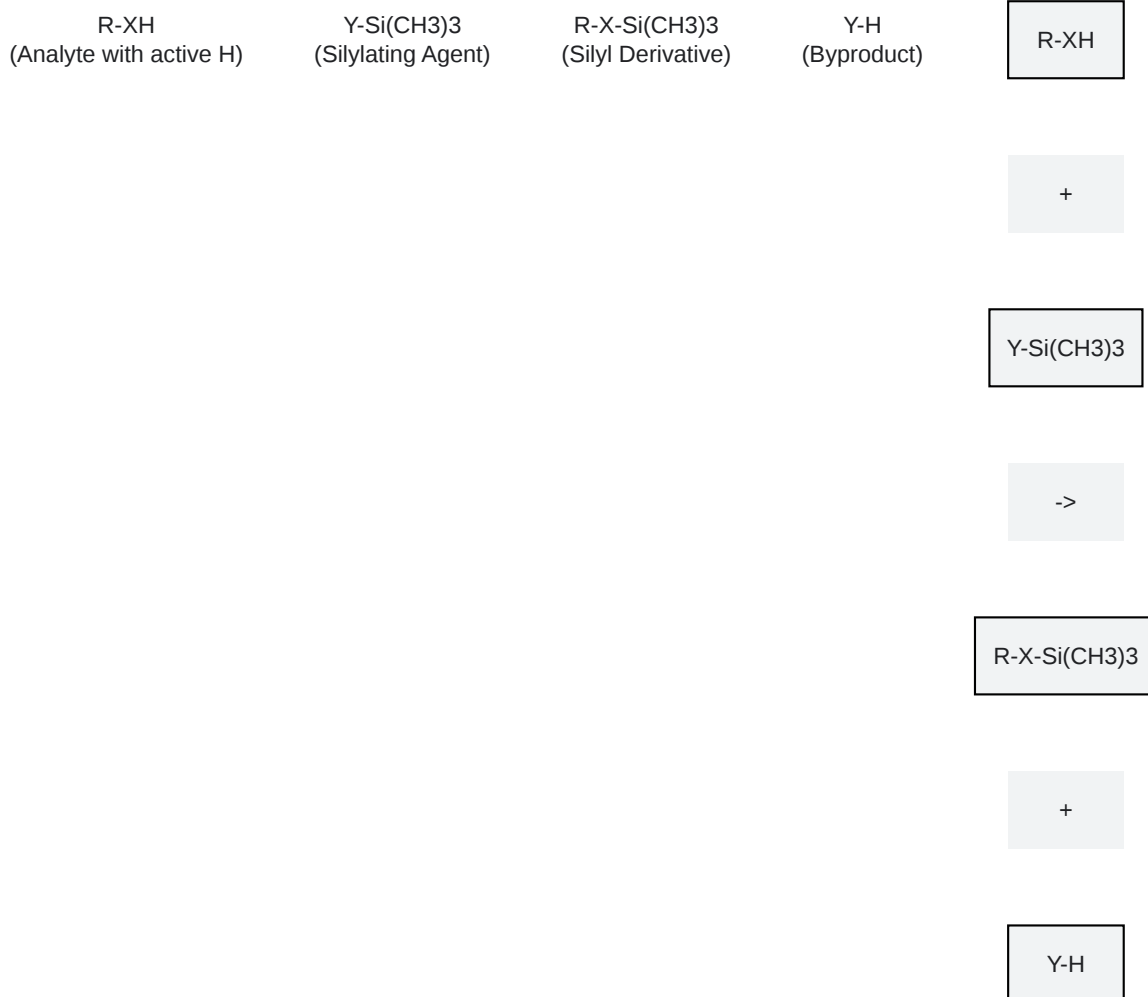 R-XH
(Analyte with active H)
Y-Si(CH3)3
(Silylating Agent)
R-X-Si(CH3)3
(Silyl Derivative)
Y-H
(Byproduct)
R-XH
+
Y-Si(CH3)3
->
R-X-Si(CH3)3
+
Y-H